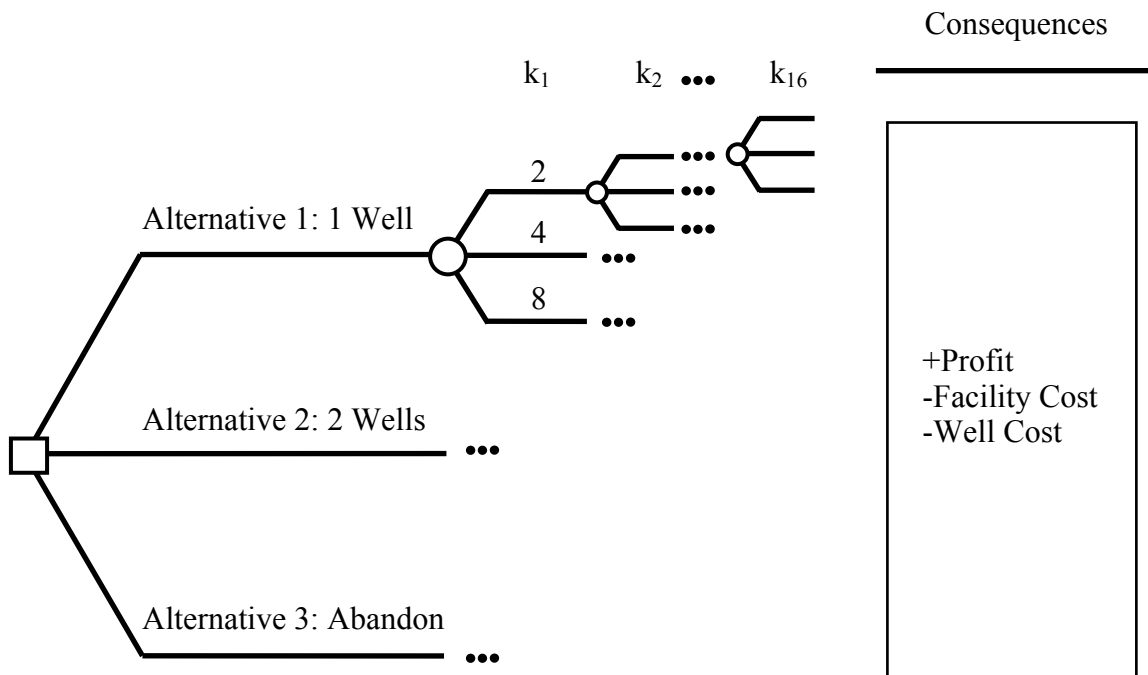 Consequences
k₁ k₂ ••• k₁₆
2 •••
•••
•••
Alternative 1: 1 Well
4 •••
8 •••
+Profit
-Facility Cost
-Well Cost
Alternative 2: 2 Wells •••
Alternative 3: Abandon •••